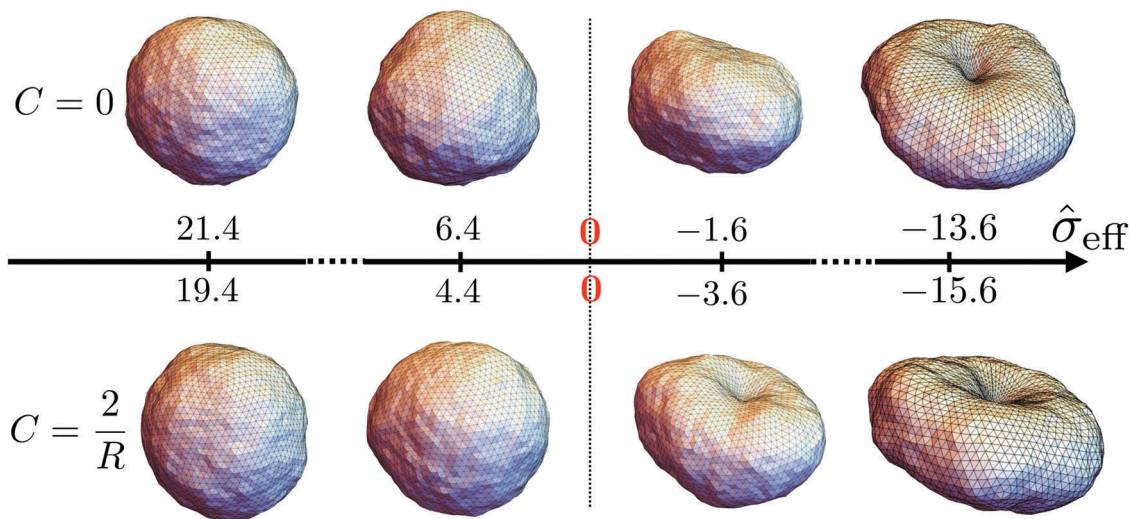 C = 0
21.4 6.4 0 −1.6 −13.6 σ̂eff
19.4 4.4 0 −3.6 −15.6
C = 2/R